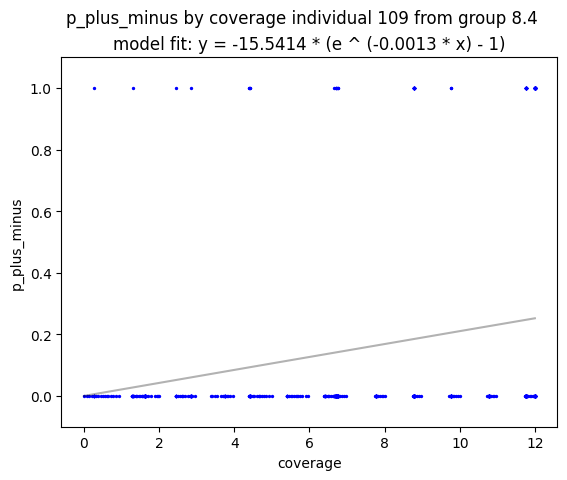 p_plus_minus by coverage individual 109 from group 8.4
model fit: y = -15.5414 * (e ^ (-0.0013 * x) - 1)
1.0
0.8
0.6
0.4
0.2
0.0
p_plus_minus
0 2 4 6 8 10 12
coverage